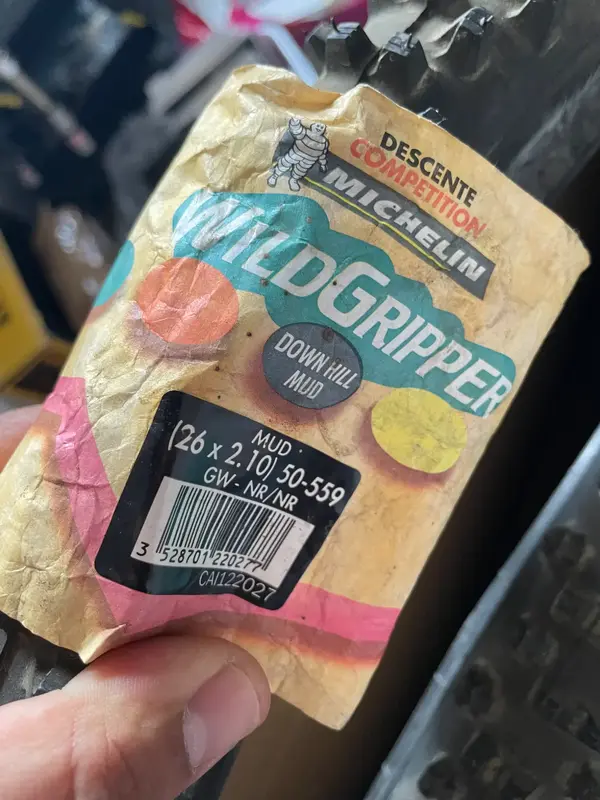 DESCENTE
COMPETITION
MICHELIN
WILDGRIPPER
DOWN HILL
MUD
MUD
(26 x 2.10) 50-559
GW - NR/NR
3 528701 220277
CAI122027